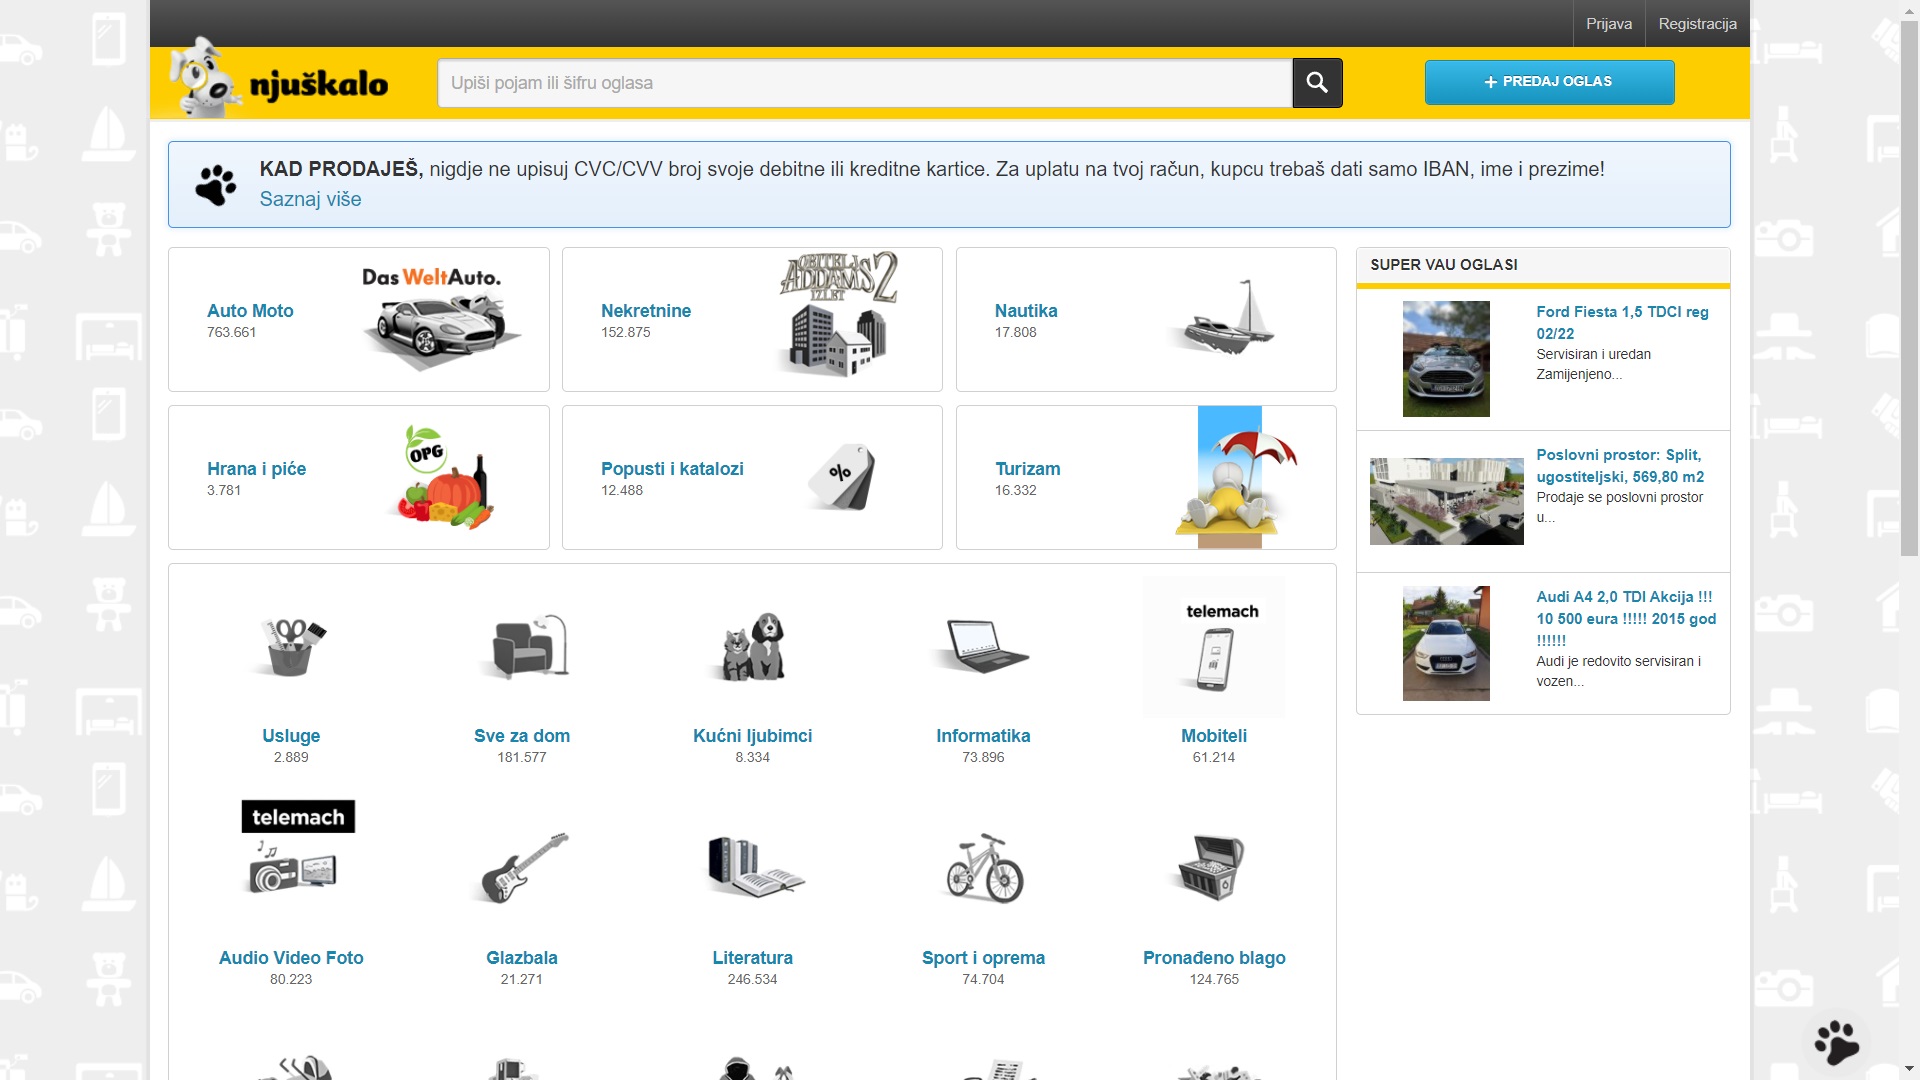 Prijava
Registracija
njuškalo
Upiši pojam ili šifru oglasa
+ PREDAJ OGLAS
KAD PRODAJEŠ, nigdje ne upisuj CVC/CVV broj svoje debitne ili kreditne kartice. Za uplatu na tvoj račun, kupcu trebaš dati samo IBAN, ime i prezime!
Saznaj više
Das WeltAuto.
Auto Moto
763.661
OBITELJ
ADDAMS 2
IZLET
Nekretnine
152.875
Nautika
17.808
OPG
Hrana i piće
3.781
%
Popusti i katalozi
12.488
Turizam
16.332
SUPER VAU OGLASI
Ford Fiesta 1,5 TDCI reg
02/22
Servisiran i uredan
Zamijenjeno...
Poslovni prostor: Split,
ugostiteljski, 569,80 m2
Prodaje se poslovni prostor
u...
Audi A4 2,0 TDI Akcija !!!
10 500 eura !!!!! 2015 god
!!!!!!
Audi je redovito servisiran i
vozen...
telemach
Usluge
2.889
Sve za dom
181.577
Kućni ljubimci
8.334
Informatika
73.896
Mobiteli
61.214
telemach
Audio Video Foto
80.223
Glazbala
21.271
Literatura
246.534
Sport i oprema
74.704
Pronađeno blago
124.765